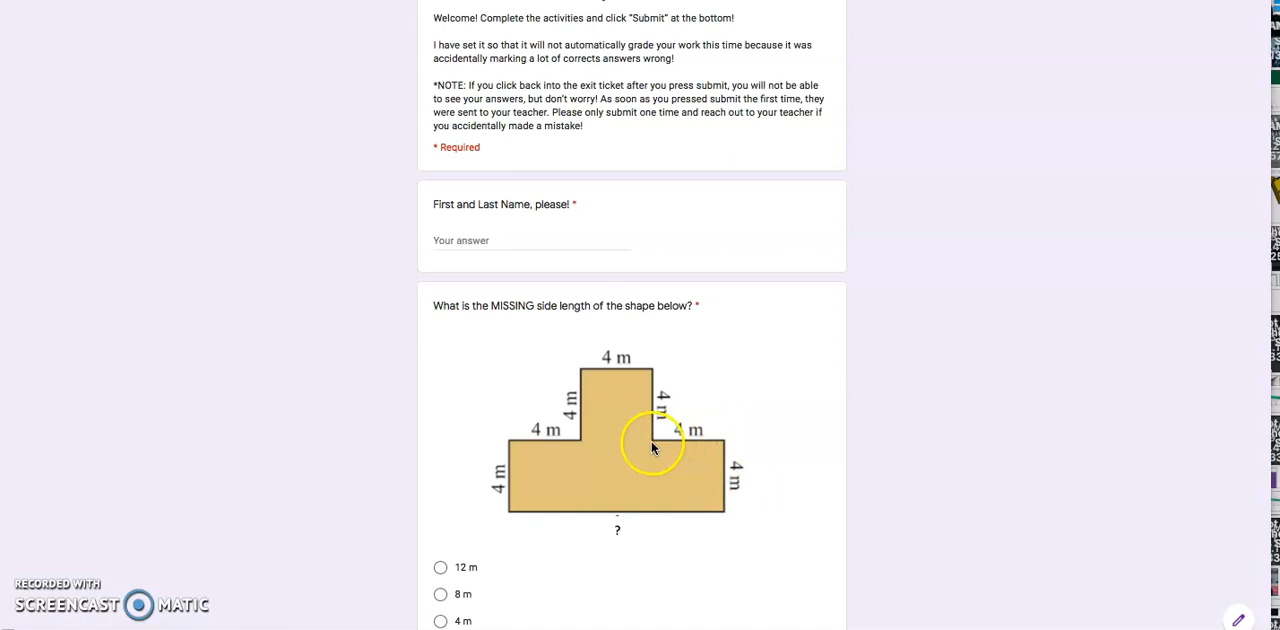 Welcome! Complete the activities and click "Submit" at the bottom!
I have set it so that it will not automatically grade your work this time because it was
accidentally marking a lot of corrects answers wrong!
*NOTE: If you click back into the exit ticket after you press submit, you will not be able
to see your answers, but don't worry! As soon as you pressed submit the first time, they
were sent to your teacher. Please only submit one time and reach out to your teacher if
you accidentally made a mistake!
* Required
First and Last Name, please! *
Your answer
What is the MISSING side length of the shape below? *
4 m
4 m
4 m
4 m
4 m
4 m
4 m
?
12 m
8 m
4 m
RECORDED WITH
SCREENCAST MATIC